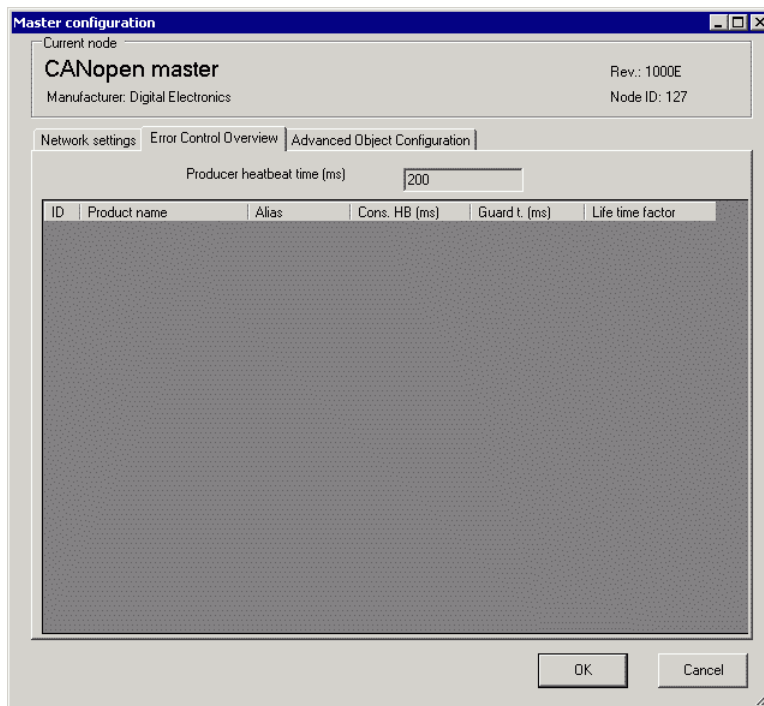 Master configuration
Current node
CANopen master
Rev.: 1000E
Manufacturer: Digital Electronics
Node ID: 127
Network settings
Error Control Overview
Advanced Object Configuration
Producer heatbeat time (ms)
200
ID Product name Alias Cons. HB (ms) Guard t. (ms) Life time factor
OK Cancel